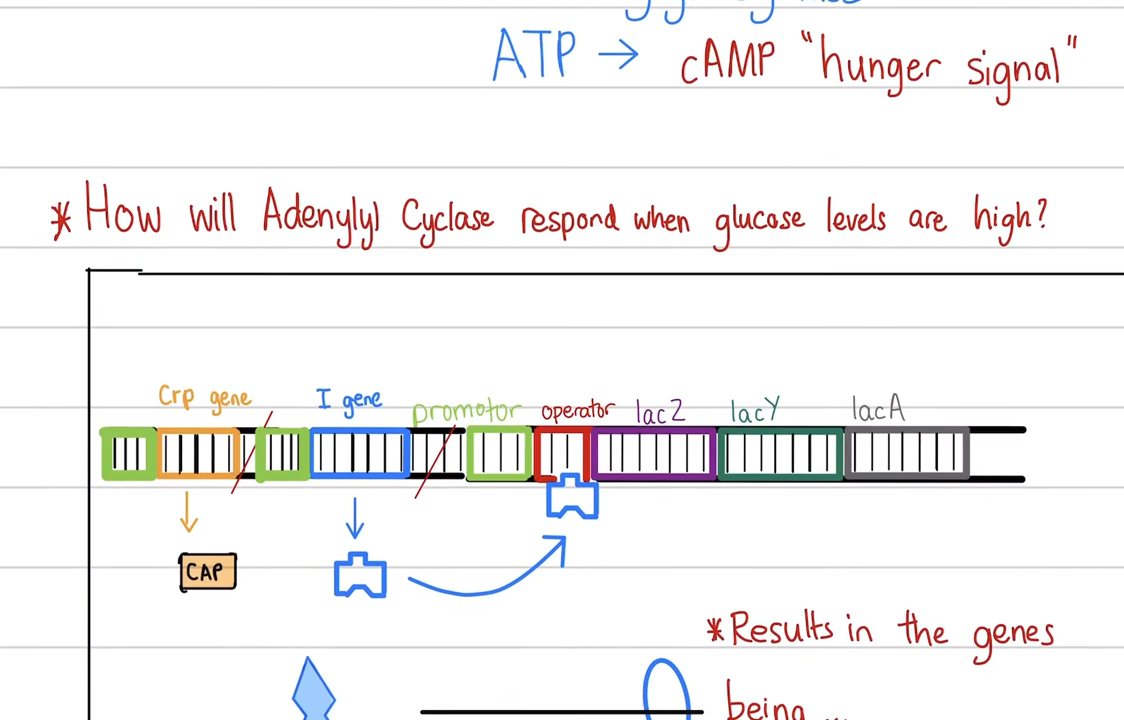 ATP → cAMP "hunger signal"
* How will Adenylyl Cyclase respond when glucose levels are high?
Crp gene I gene promotor operator lacZ lacY lacA
CAP
* Results in the genes
being ...